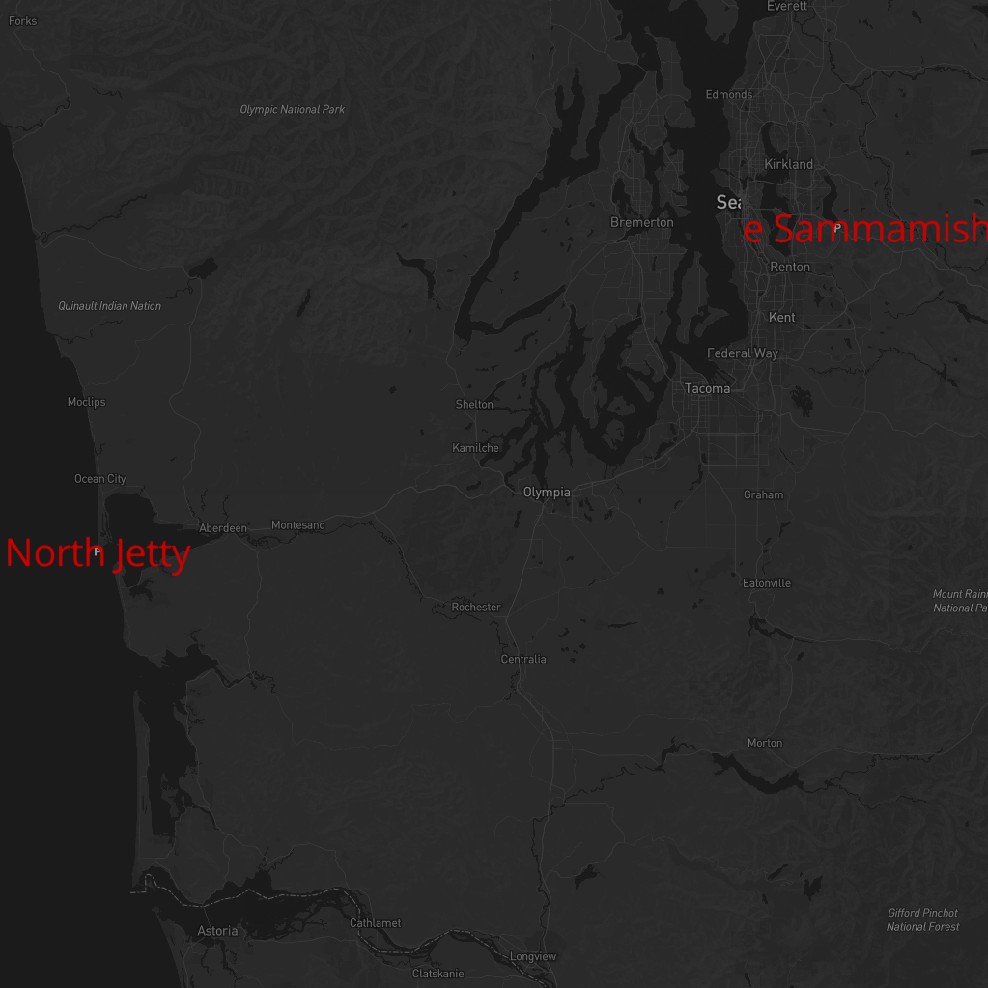 Everett
Forks
Edmonds
Olympic National Park
Kirkland
Sea
Bremerton
e Sammamish
P
Renton
Quinault Indian Nation
Kent
Federal Way
Tacoma
Moclips
Shelton
Kamilche
Ocean City
Olympia
Graham
Aberdeen
Montesano
North Jetty
P
Eatonville
Mount Raini
National Pa
Rochester
Centralia
Morton
Gifford Pinchot
National Forest
Cathlamet
Astoria
Longview
Clatskanie